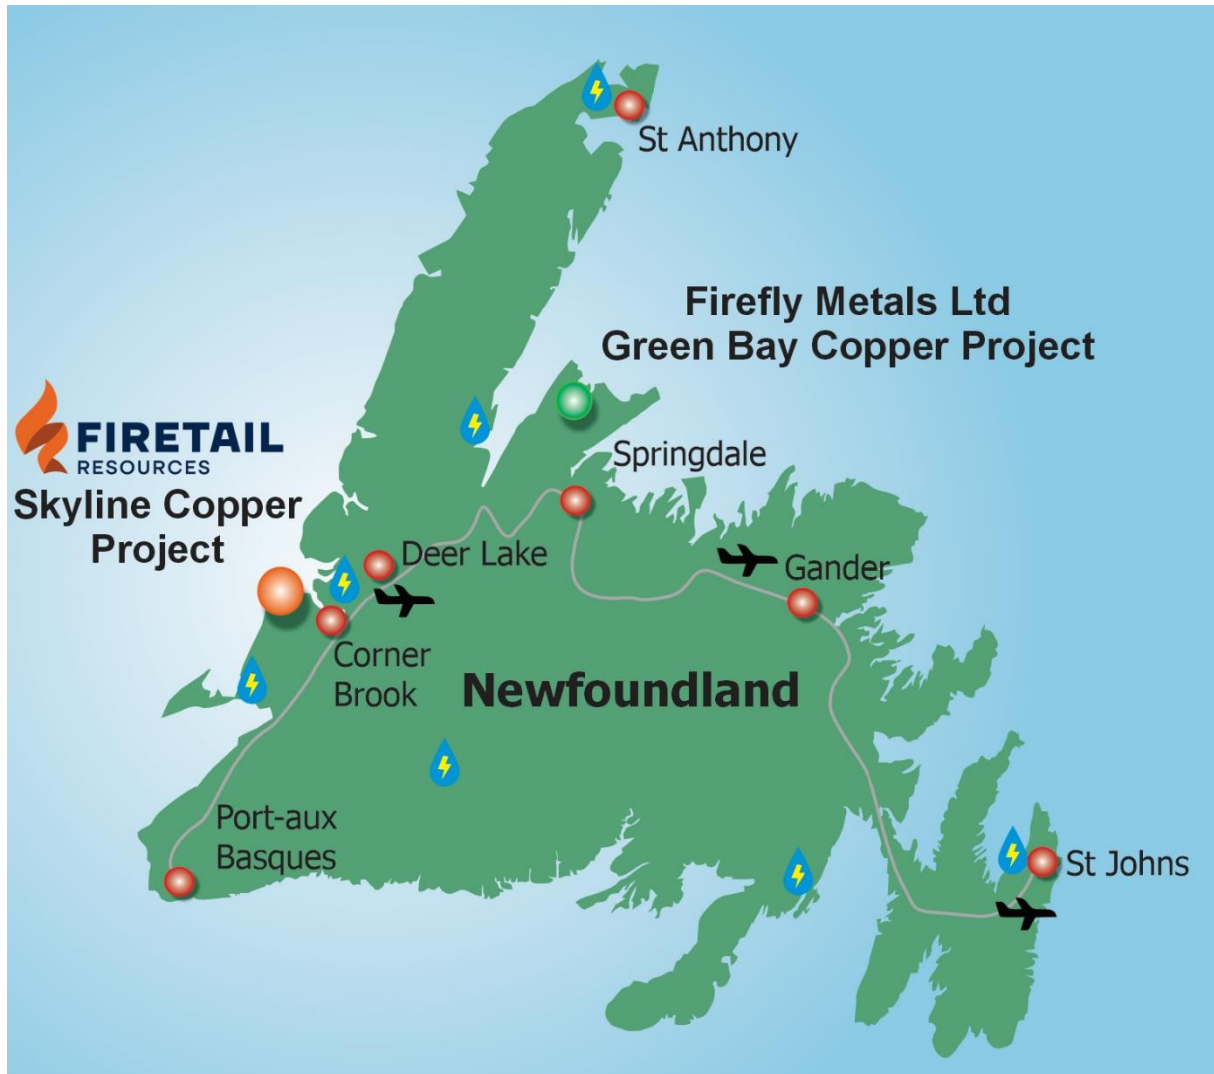 St Anthony
Firefly Metals Ltd
Green Bay Copper Project
FIRETAIL
RESOURCES
Skyline Copper
Project
Springdale
Deer Lake
Gander
Corner
Brook
Newfoundland
Port-aux
Basques
St Johns